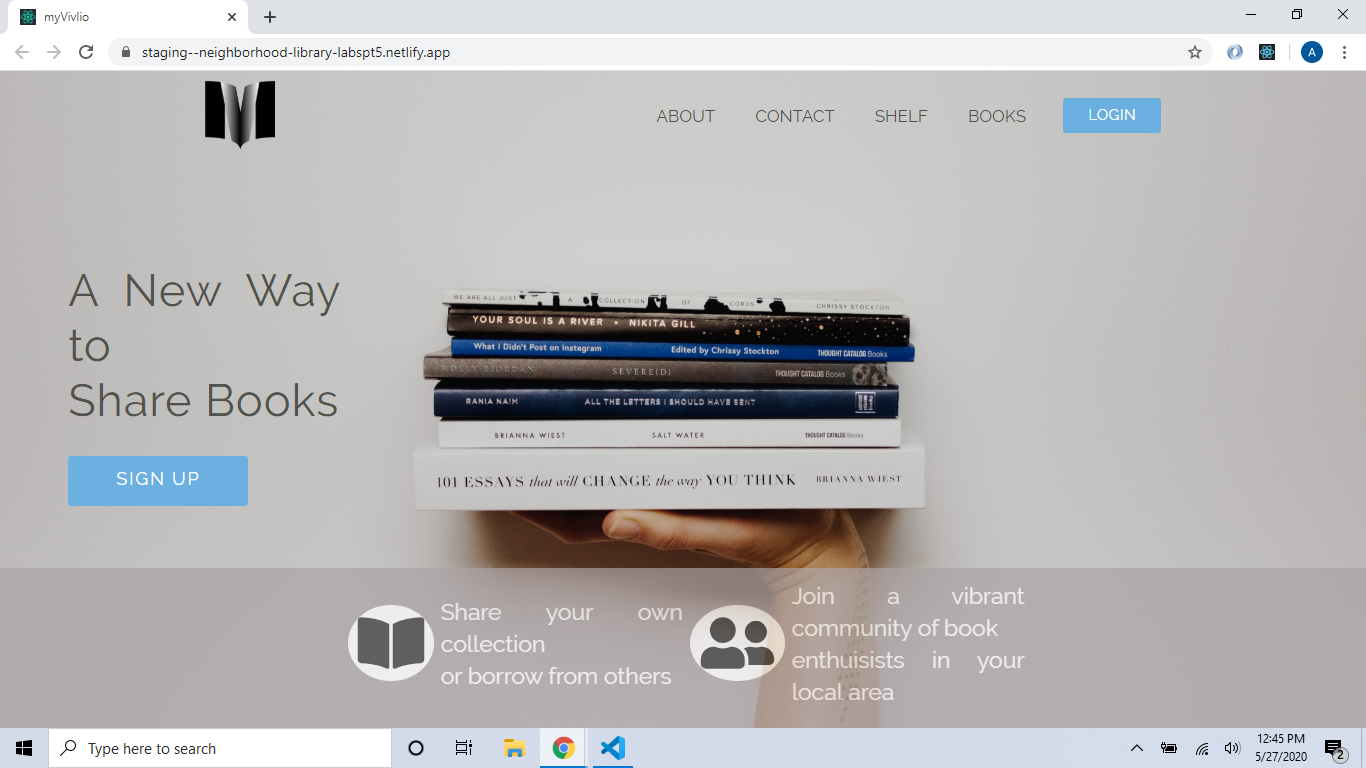 myVivlio
staging--neighborhood-library-labspt5.netlify.app
A
ABOUT CONTACT SHELF BOOKS LOGIN
A New Way
to
Share Books
SIGN UP
WE ARE ALL JUST A COLLECTION OF CORDS CHRISSY STOCKTON
YOUR SOUL IS A RIVER • NIKITA GILL
What I Didn't Post on Instagram Edited by Chrissy Stockton THOUGHT CATALOG Books
HOLLY RIORDAN SEVERE(D) THOUGHT CATALOG Books
RANIA NAIM ALL THE LETTERS I SHOULD HAVE SENT
BRIANNA WIEST SALT WATER THOUGHT CATALOG Books
101 ESSAYS that will CHANGE the way YOU THINK BRIANNA WIEST
Share your own
collection
or borrow from others
Join a vibrant
community of book
enthuisists in your
local area
Type here to search
12:45 PM
5/27/2020
2